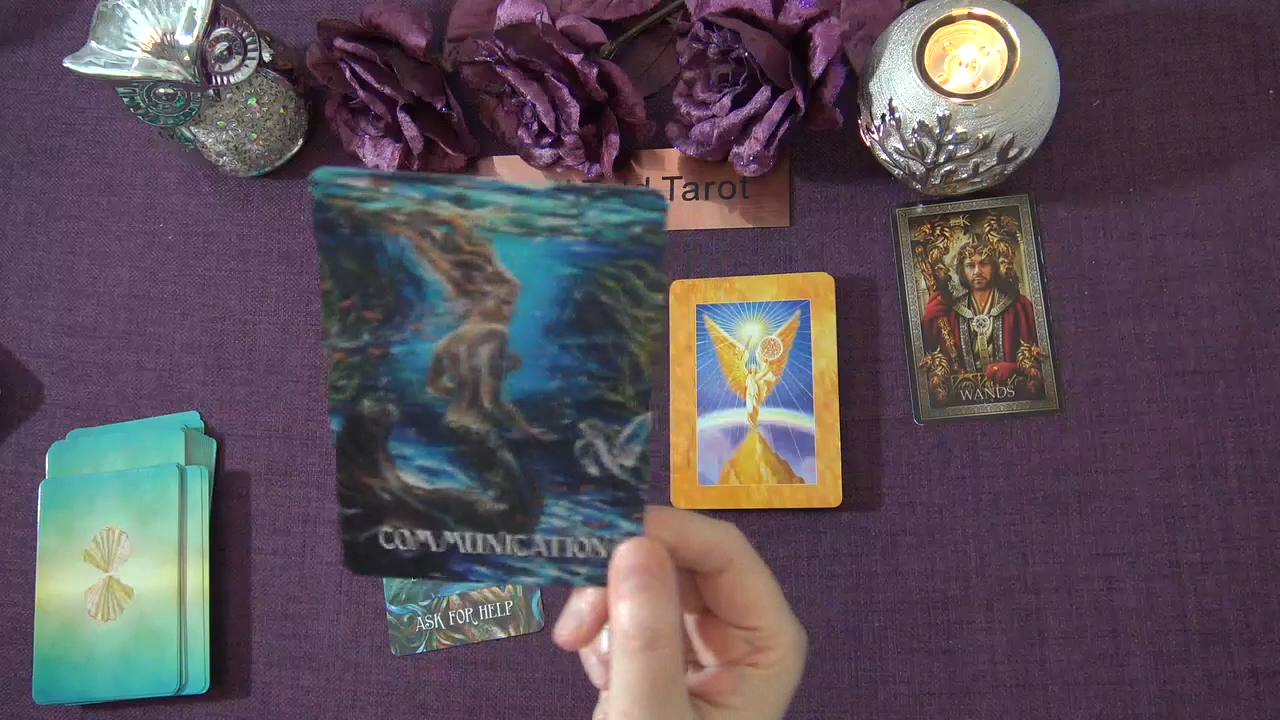 Tarot
K
WANDS
COMMUNICATION
ASK FOR HELP